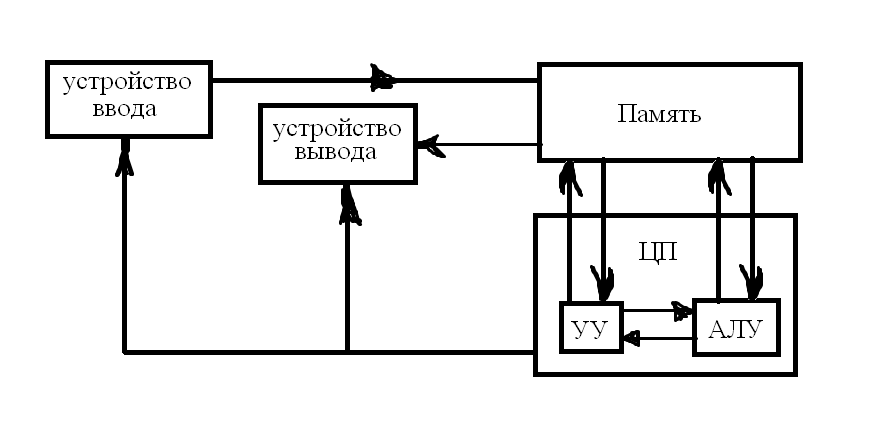 устройство
ввода
устройство
вывода
Память
ЦП
УУ
АЛУ